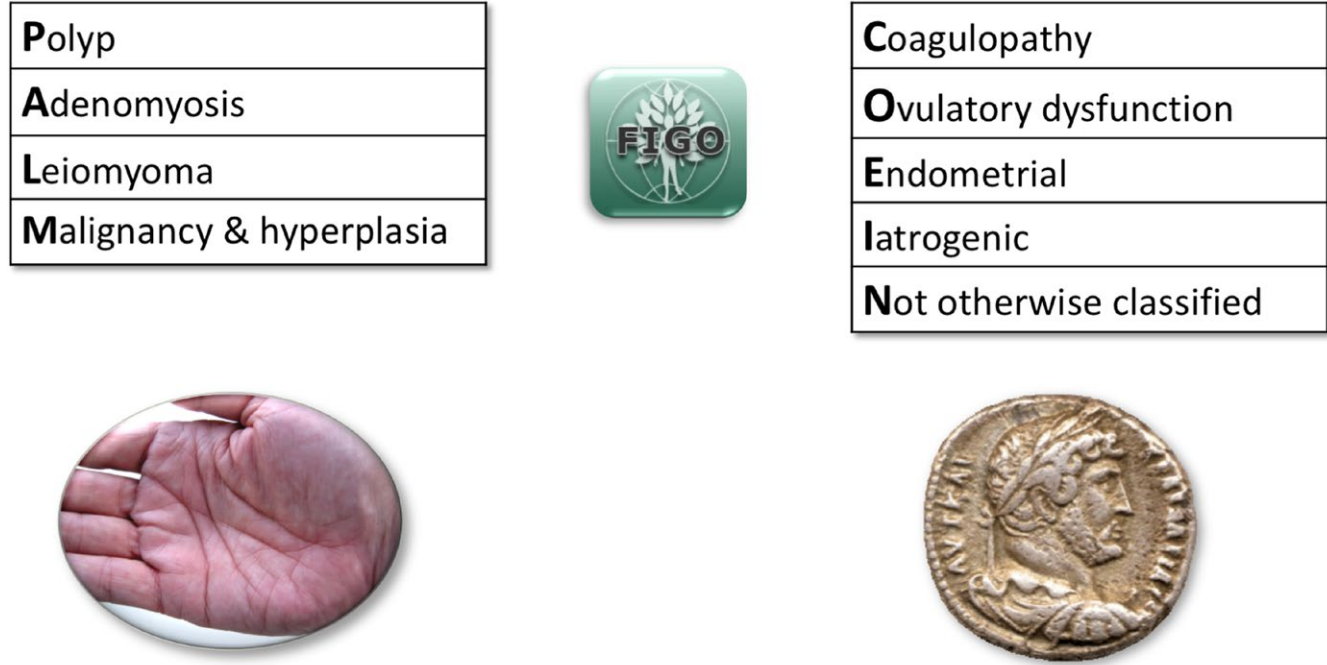 Polyp
Adenomyosis
Leiomyoma
Malignancy & hyperplasia
FIGO
Coagulopathy
Ovulatory dysfunction
Endometrial
Iatrogenic
Not otherwise classified